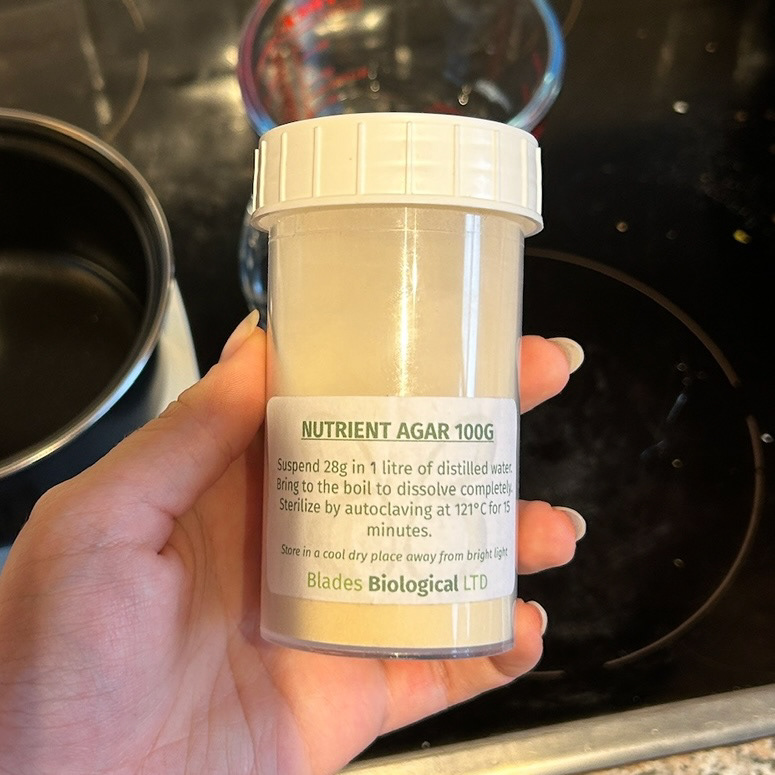 NUTRIENT AGAR 100G
Suspend 28g in 1 litre of distilled water.
Bring to the boil to dissolve completely.
Sterilize by autoclaving at 121°C for 15
minutes.
Store in a cool dry place away from bright light
Blades Biological LTD